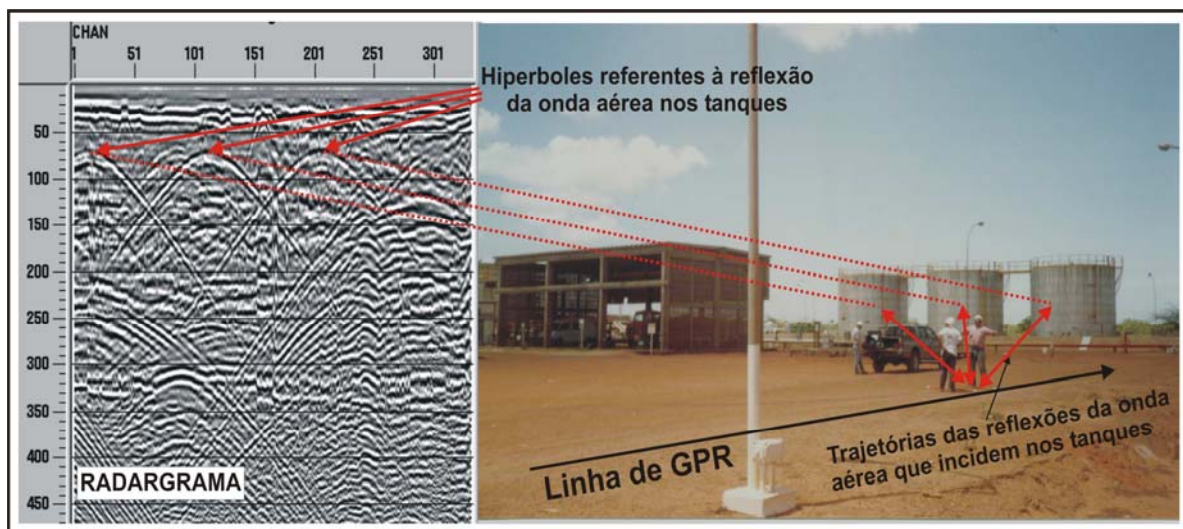 CHAN
1 51 101 151 201 251 301
Hiperboles referentes à reflexão
da onda aérea nos tanques
50
100
150
200
250
300
350
400
450
RADARGRAMA
Linha de GPR
Trajetórias das reflexões da onda
aérea que incidem nos tanques